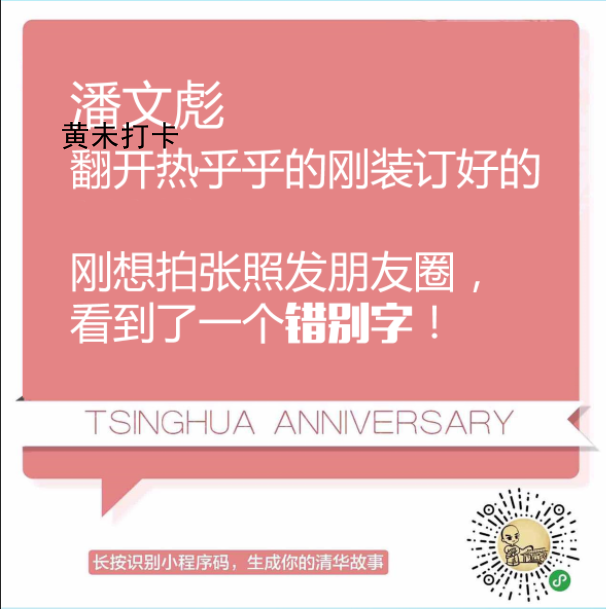 潘文彪
黄未打卡
翻开热乎乎的刚装订好的
刚想拍张照发朋友圈，
看到了一个错别字！
TSINGHUA ANNIVERSARY
长按识别小程序码，生成你的清华故事